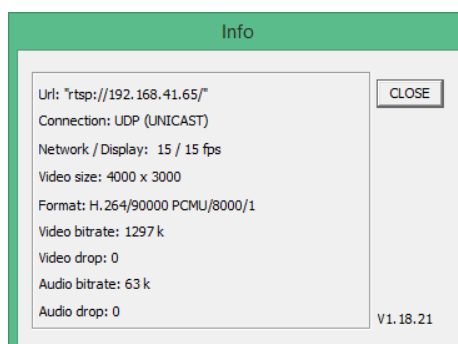 Info
Url: "rtsp://192.168.41.65/"
CLOSE
Connection: UDP (UNICAST)
Network / Display: 15 / 15 fps
Video size: 4000 x 3000
Format: H.264/90000 PCMU/8000/1
Video bitrate: 1297 k
Video drop: 0
Audio bitrate: 63 k
Audio drop: 0
V1.18.21